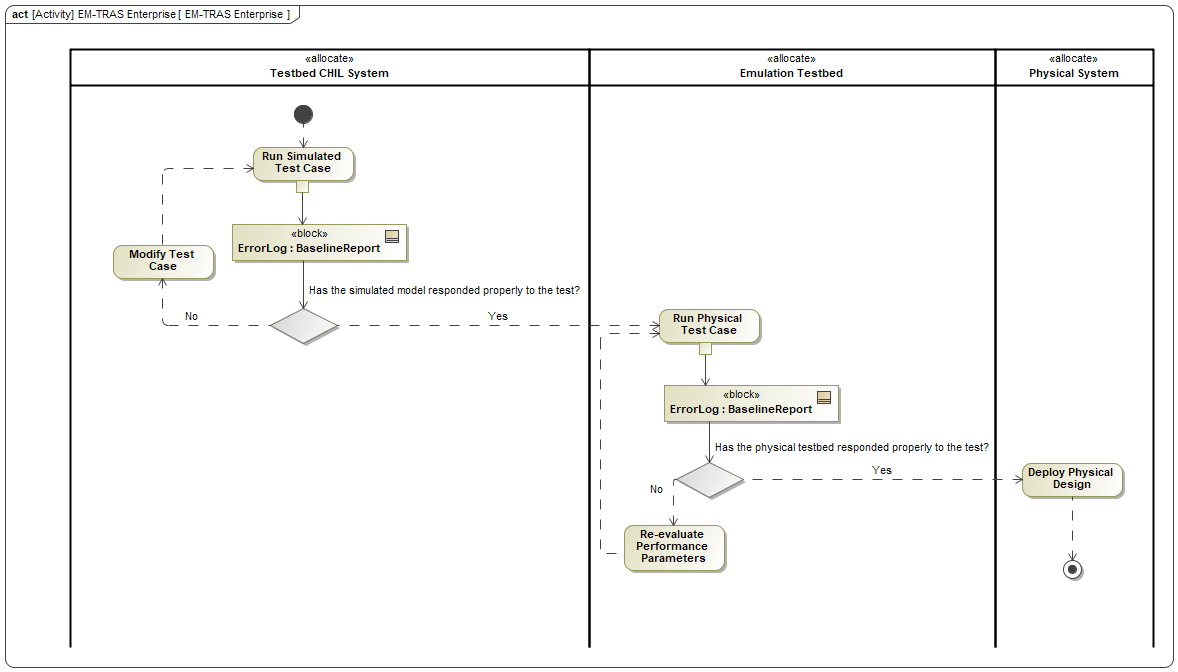 act [Activity] EM-TRAS Enterprise [ EM-TRAS Enterprise ]
«allocate»
Testbed CHIL System
«allocate»
Emulation Testbed
«allocate»
Physical System
Run Simulated
Test Case
«block»
ErrorLog : BaselineReport
Modify Test
Case
Has the simulated model responded properly to the test?
No
Yes
Run Physical
Test Case
«block»
ErrorLog : BaselineReport
Has the physical testbed responded properly to the test?
Yes
No
Deploy Physical
Design
Re-evaluate
Performance
Parameters